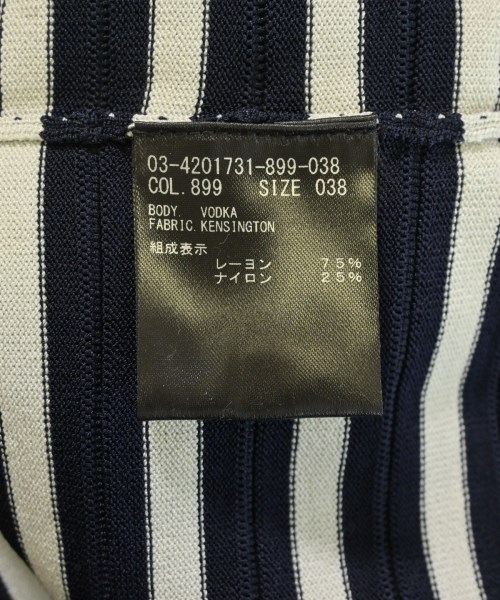 03-4201731-899-038
COL.899 SIZE 038
BODY. VODKA
FABRIC.KENSINGTON
組成表示
レーヨン 75%
ナイロン 25%